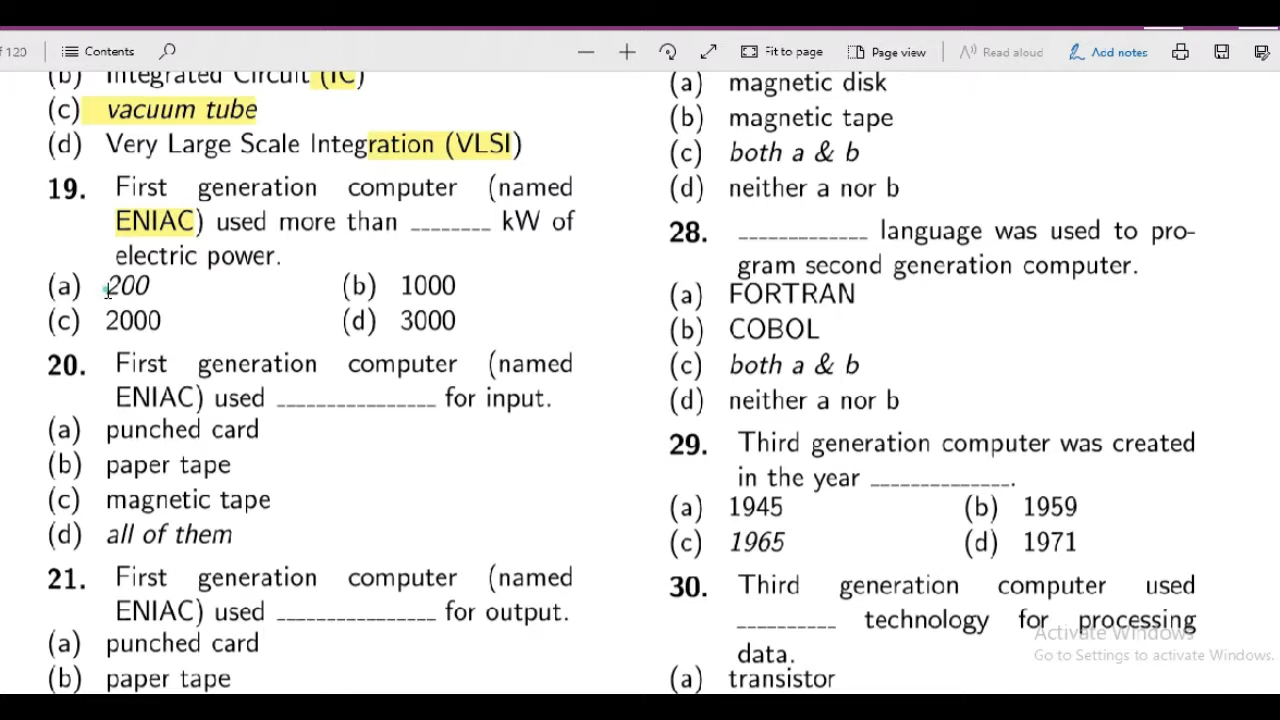 of 120
Contents
Fit to page
Page view
Read aloud
Add notes
(b) Integrated Circuit (IC)
(c) vacuum tube
(d) Very Large Scale Integration (VLSI)
19. First generation computer (named
ENIAC) used more than ________ kW of
electric power.
(a) 200 (b) 1000
(c) 2000 (d) 3000
20. First generation computer (named
ENIAC) used _______________ for input.
(a) punched card
(b) paper tape
(c) magnetic tape
(d) all of them
21. First generation computer (named
ENIAC) used _______________ for output.
(a) punched card
(b) paper tape
(a) magnetic disk
(b) magnetic tape
(c) both a & b
(d) neither a nor b
28. _____________ language was used to pro-
gram second generation computer.
(a) FORTRAN
(b) COBOL
(c) both a & b
(d) neither a nor b
29. Third generation computer was created
in the year ______________.
(a) 1945 (b) 1959
(c) 1965 (d) 1971
30. Third generation computer used
__________ technology for processing
data.
(a) transistor
Activate Windows
Go to Settings to activate Windows.